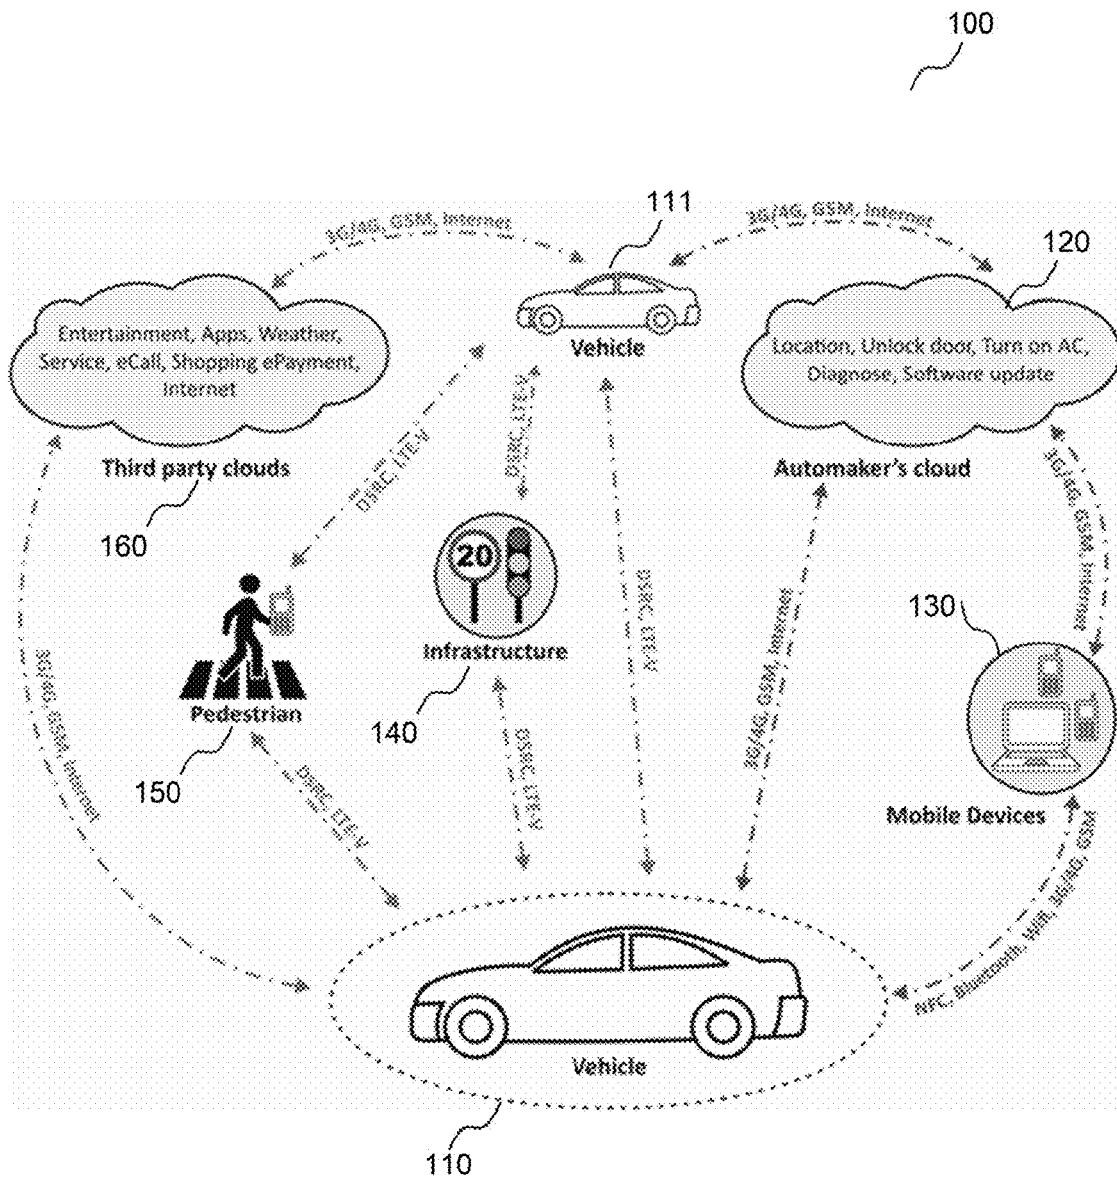 100
111
3G/4G, GSM, Internet
3G/4G, GSM, Internet
120
Entertainment, Apps, Weather,
Service, eCall, Shopping ePayment,
Internet
Vehicle
Location, Unlock door, Turn on AC,
Diagnose, Software update
Third party clouds
160
DSRC, LTE-V
DSRC, LTE-V
Automaker's cloud
3G/4G, GSM, Internet
20
Infrastructure
140
DSRC, LTE-V
3G/4G, GSM, Internet
130
Pedestrian
150
3G/4G, GSM, Internet
DSRC, LTE-V
DSRC, LTE-V
Mobile Devices
NFC, Bluetooth, Wifi,
Vehicle
110